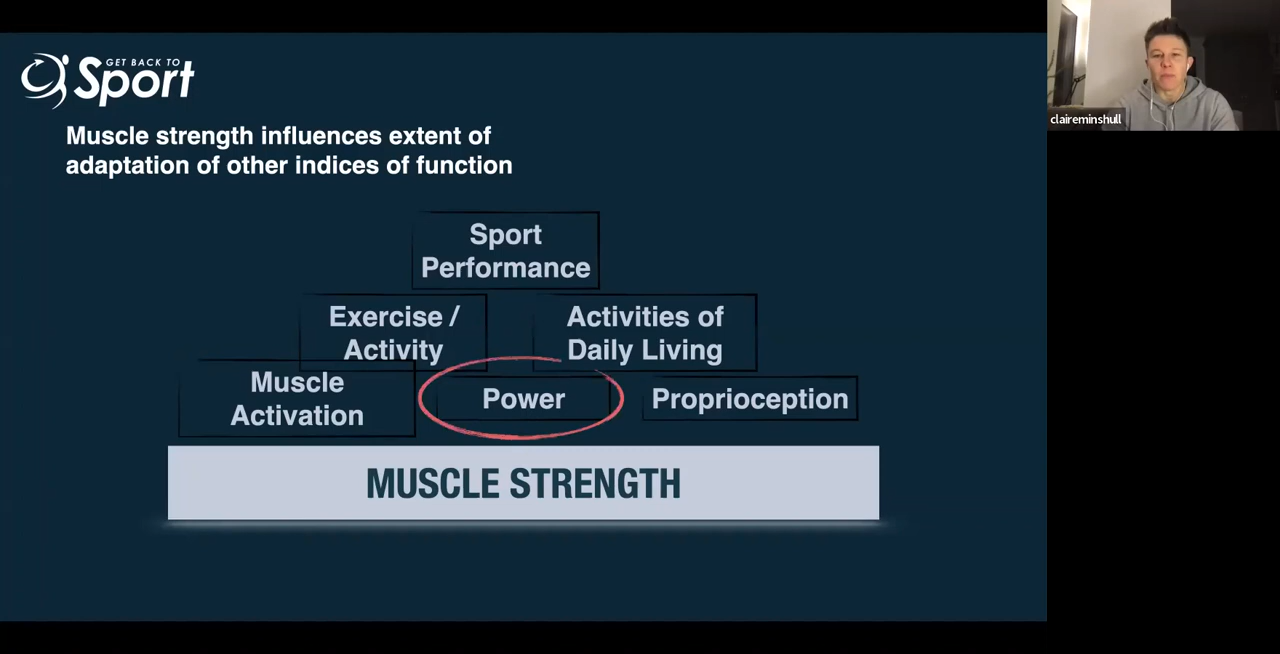 GET BACK TO
Sport
Muscle strength influences extent of
adaptation of other indices of function
Sport
Performance
Exercise /
Activity
Activities of
Daily Living
Muscle
Activation
Power
Proprioception
MUSCLE STRENGTH
claireminshull